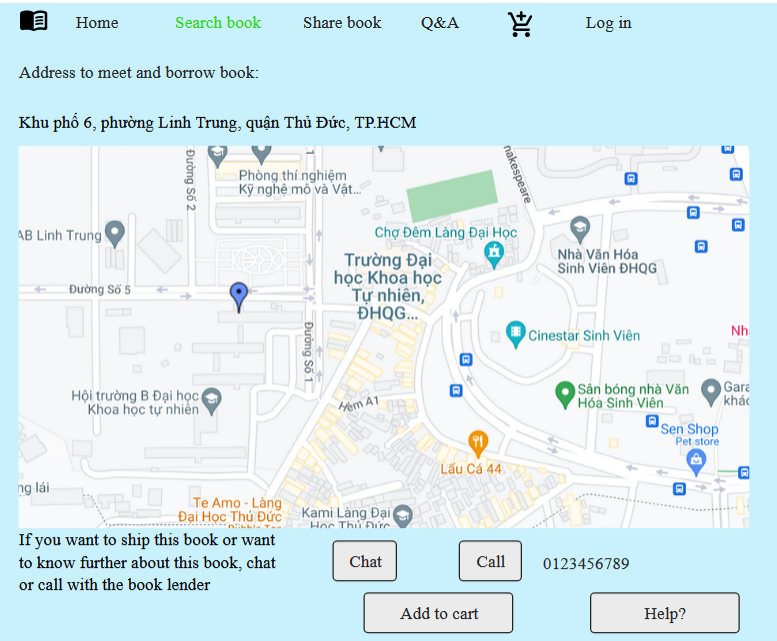 Home Search book Share book Q&A Log in
Address to meet and borrow book:
Khu phố 6, phường Linh Trung, quận Thủ Đức, TP.HCM
Đường Số 2
Phòng thí nghiệm
Kỹ nghệ mô và Vật...
nakespeare
AB Linh Trung
Chợ Đêm Làng Đại Học
Nhà Văn Hóa
Sinh Viên ĐHQG
Trường Đại
học Khoa học
Tự nhiên,
ĐHQG...
Đường Số 5
Đường Số 1
Cinestar Sinh Viên
Nh
Hội trường B Đại học
Khoa học tự nhiên
Hẻm A1
Sân bóng nhà Văn
Hóa Sinh Viên
Gara
khác
Sen Shop
Pet store
Lẩu Cá 44
ng lái
Te Amo - Làng
Đại Học Thủ Đức
Bubble Tea
Kami Làng Đại
Học Thủ Đức
If you want to ship this book or want
to know further about this book, chat
or call with the book lender
Chat Call 0123456789
Add to cart Help?